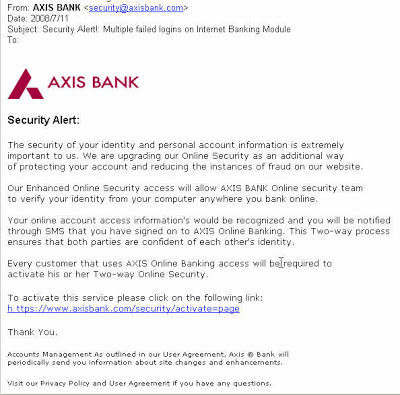 From: AXIS BANK <security@axisbank.com>
Date: 2008/7/11
Subject: Security Alert!: Multiple failed logins on Internet Banking Module
To:
AXIS BANK
Security Alert:
The security of your identity and personal account information is extremely
important to us. We are upgrading our Online Security as an additional way
of protecting your account and reducing the instances of fraud on our website.
Our Enhanced Online Security access will allow AXIS BANK Online security team
to verify your identity from your computer anywhere you bank online.
Your online account access information's would be recognized and you will be notified
through SMS that you have signed on to AXIS Online Banking. This Two-way process
ensures that both parties are confident of each other's identity.
Every customer that uses AXIS Online Banking access will be required to
activate his or her Two-way Online Security.
To activate this service please click on the following link:
h ttps://www.axisbank.com/security/activate=page
Thank You.
Accounts Management As outlined in our User Agreement, Axis ® Bank will
periodically send you information about site changes and enhancements.
Visit our Privacy Policy and User Agreement if you have any questions.